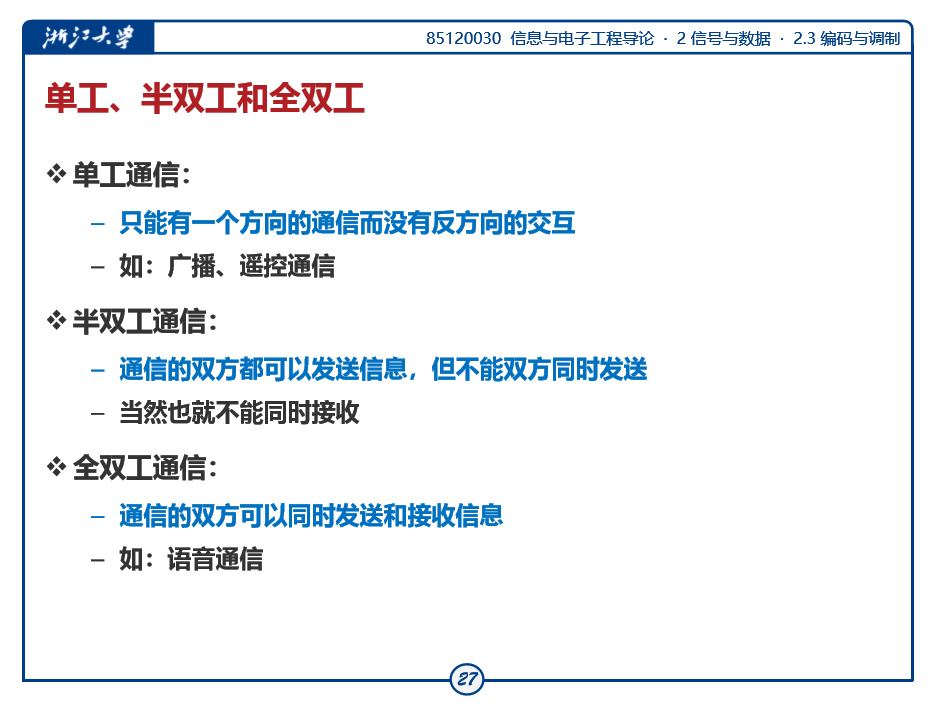 浙江大学
85120030 信息与电子工程导论 · 2 信号与数据 · 2.3 编码与调制
单工、半双工和全双工
❖ 单工通信：
– 只能有一个方向的通信而没有反方向的交互
– 如：广播、遥控通信
❖ 半双工通信：
– 通信的双方都可以发送信息，但不能双方同时发送
– 当然也就不能同时接收
❖ 全双工通信：
– 通信的双方可以同时发送和接收信息
– 如：语音通信
27